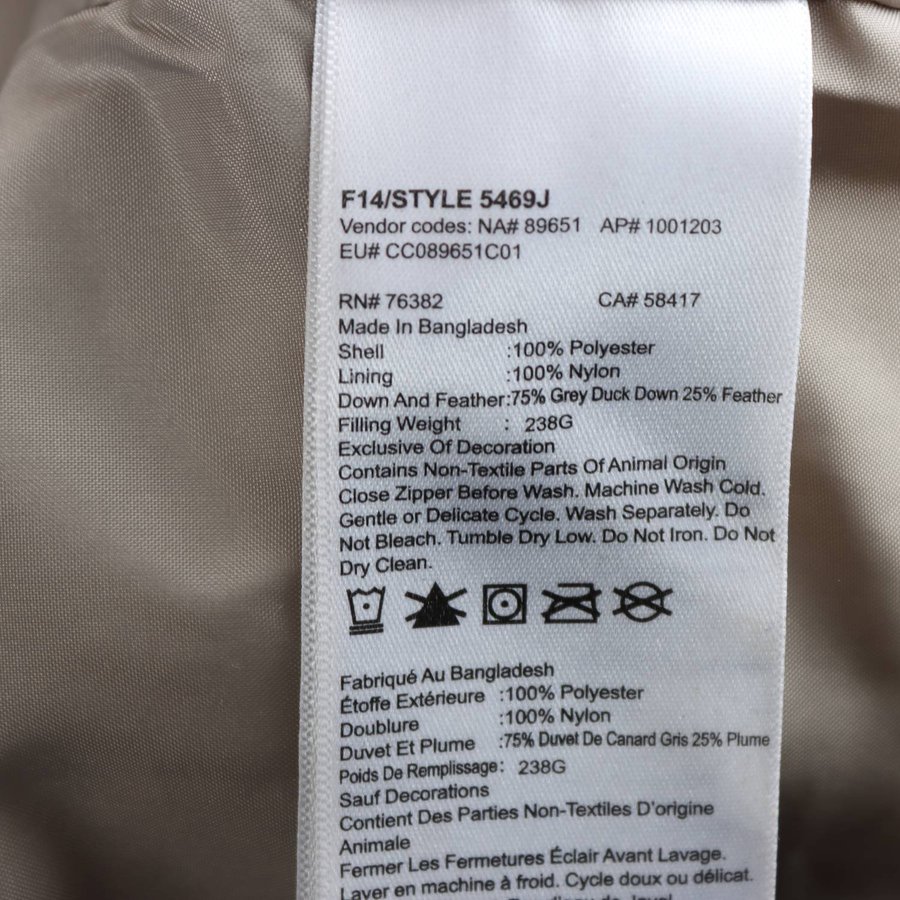 F14/STYLE 5469J
Vendor codes: NA# 89651 AP# 1001203
EU# CC089651C01
RN# 76382 CA# 58417
Made In Bangladesh
Shell :100% Polyester
Lining :100% Nylon
Down And Feather:75% Grey Duck Down 25% Feather
Filling Weight : 238G
Exclusive Of Decoration
Contains Non-Textile Parts Of Animal Origin
Close Zipper Before Wash. Machine Wash Cold.
Gentle or Delicate Cycle. Wash Separately. Do
Not Bleach. Tumble Dry Low. Do Not Iron. Do Not
Dry Clean.
Fabriqué Au Bangladesh
Étoffe Extérieure :100% Polyester
Doublure :100% Nylon
Duvet Et Plume :75% Duvet De Canard Gris 25% Plume
Poids De Remplissage: 238G
Sauf Decorations
Contient Des Parties Non-Textiles D'origine
Animale
Fermer Les Fermetures Éclair Avant Lavage.
Laver en machine à froid. Cycle doux ou délicat.